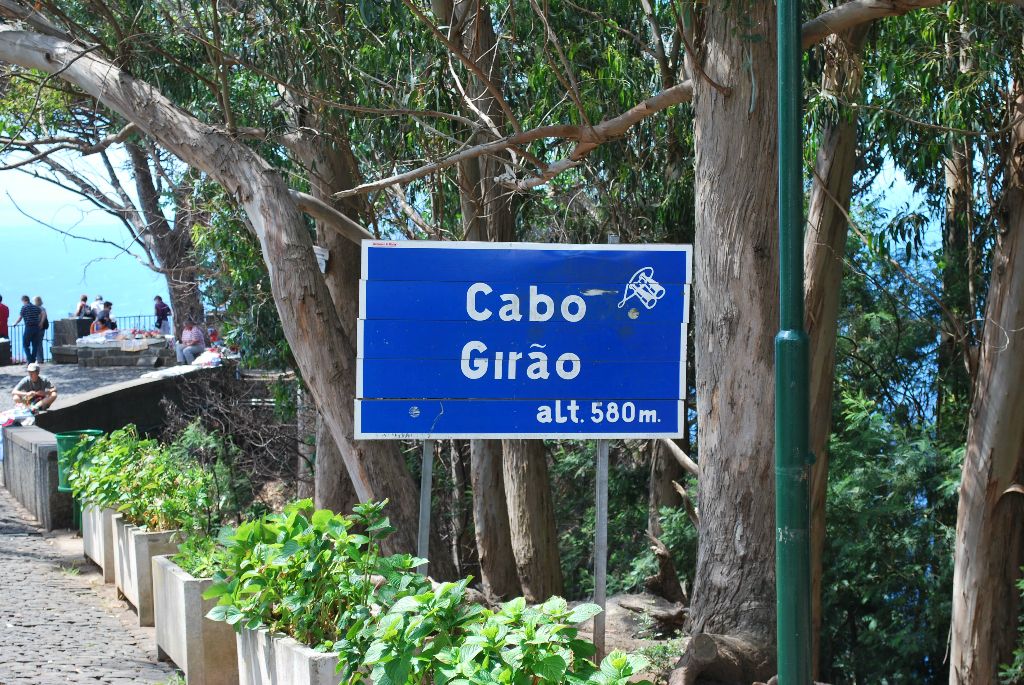 Cabo
Girão
alt. 580 m.